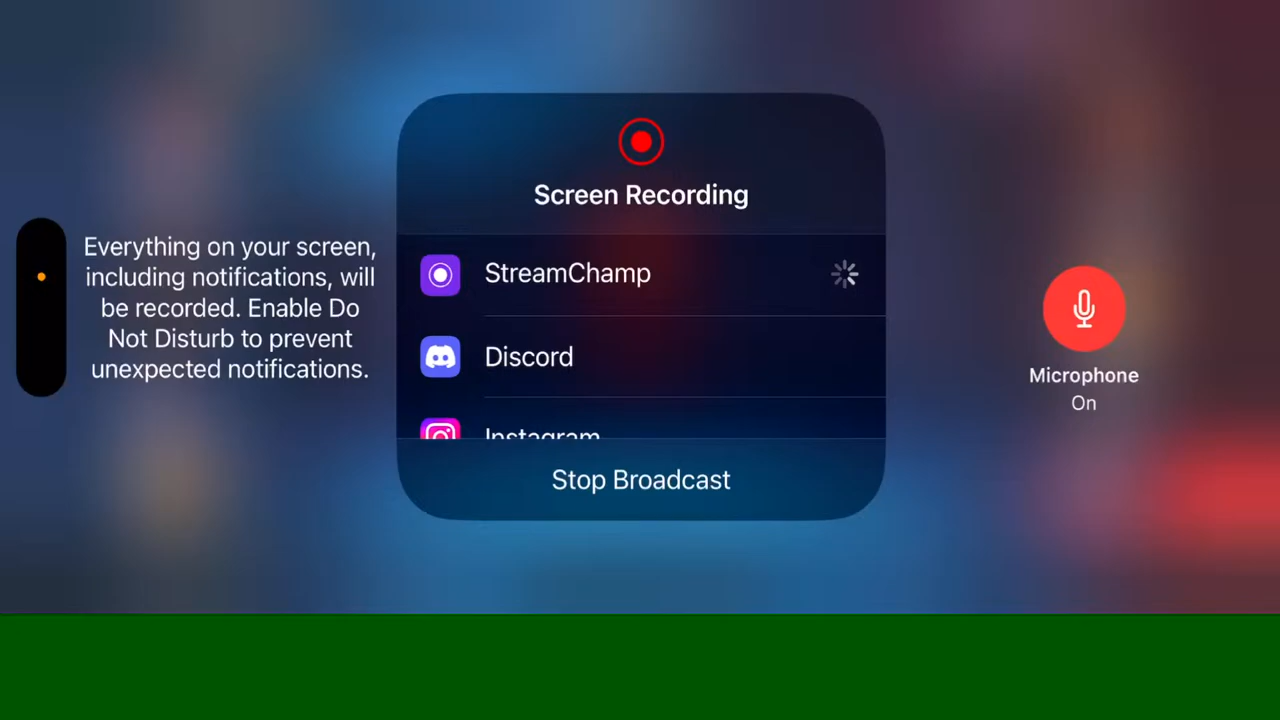 Screen Recording
Everything on your screen,
including notifications, will
be recorded. Enable Do
Not Disturb to prevent
unexpected notifications.
StreamChamp
Discord
Instagram
Stop Broadcast
Microphone
On